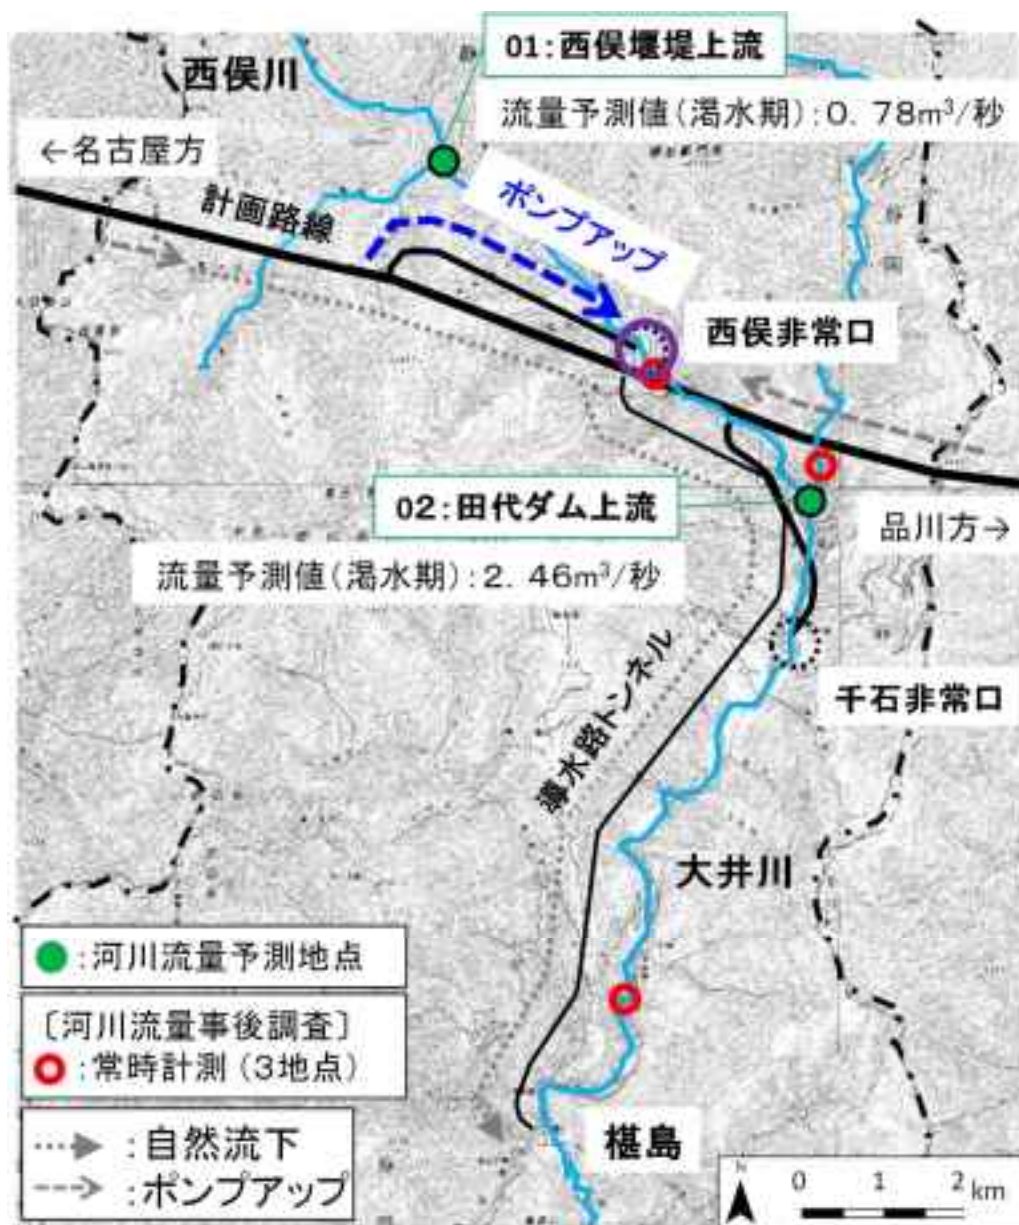 01:西俣堰堤上流
西俣川
流量予測値(渇水期):0. 78m³/秒
←名古屋方
計画路線
ポンプアップ
西俣非常口
02:田代ダム上流
品川方→
流量予測値(渇水期):2. 46m³/秒
導水路トンネル
千石非常口
大井川
:河川流量予測地点
〔河川流量事後調査〕
:常時計測(3地点)
:自然流下
:ポンプアップ
椹島
0 1 2 km